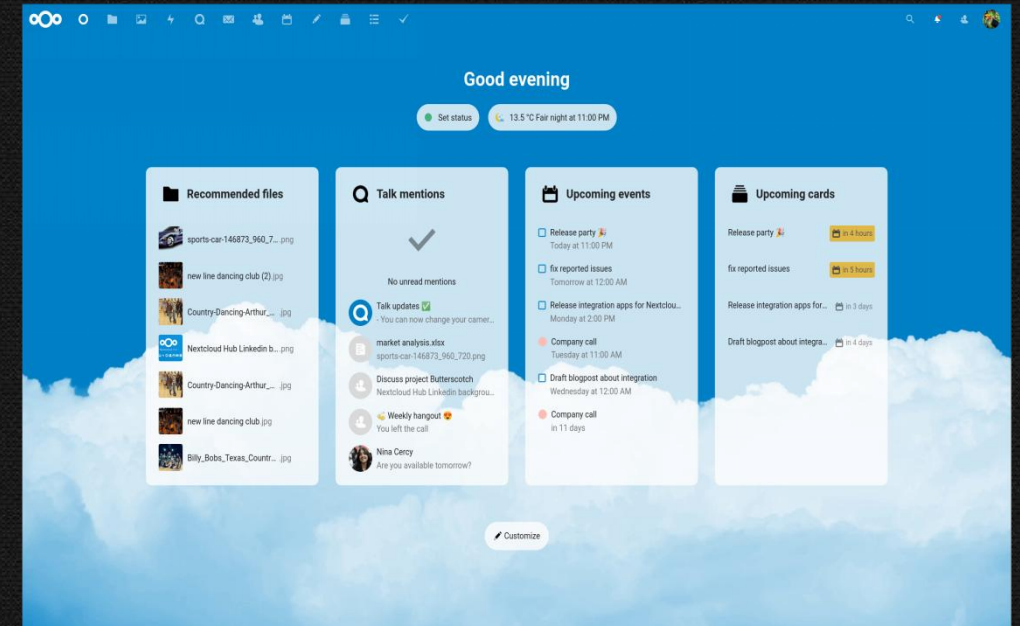 Good evening
Set status
13.5 °C Fair night at 11:00 PM
Recommended files
sports-car-146873_960_7... .png
new line dancing club (2).jpg
Country-Dancing-Arthur_... .jpg
Nextcloud Hub Linkedin b... .png
Country-Dancing-Arthur_... .jpg
new line dancing club.jpg
Billy_Bobs_Texas_Countr... .jpg
Talk mentions
No unread mentions
Talk updates ✅
- You can now change your camer...
market analysis.xlsx
sports-car-146873_960_720.png
Discuss project Butterscotch
Nextcloud Hub Linkedin backgrou...
Weekly hangout 😍
You left the call
Nina Cercy
Are you available tomorrow?
Upcoming events
Release party 🎉
Today at 11:00 PM
fix reported issues
Tomorrow at 12:00 AM
Release integration apps for Nextclou...
Monday at 2:00 PM
Company call
Tuesday at 11:00 AM
Draft blogpost about integration
Wednesday at 12:00 AM
Company call
in 11 days
Upcoming cards
Release party 🎉 in 4 hours
fix reported issues in 5 hours
Release integration apps for... in 3 days
Draft blogpost about integra... in 4 days
Customize